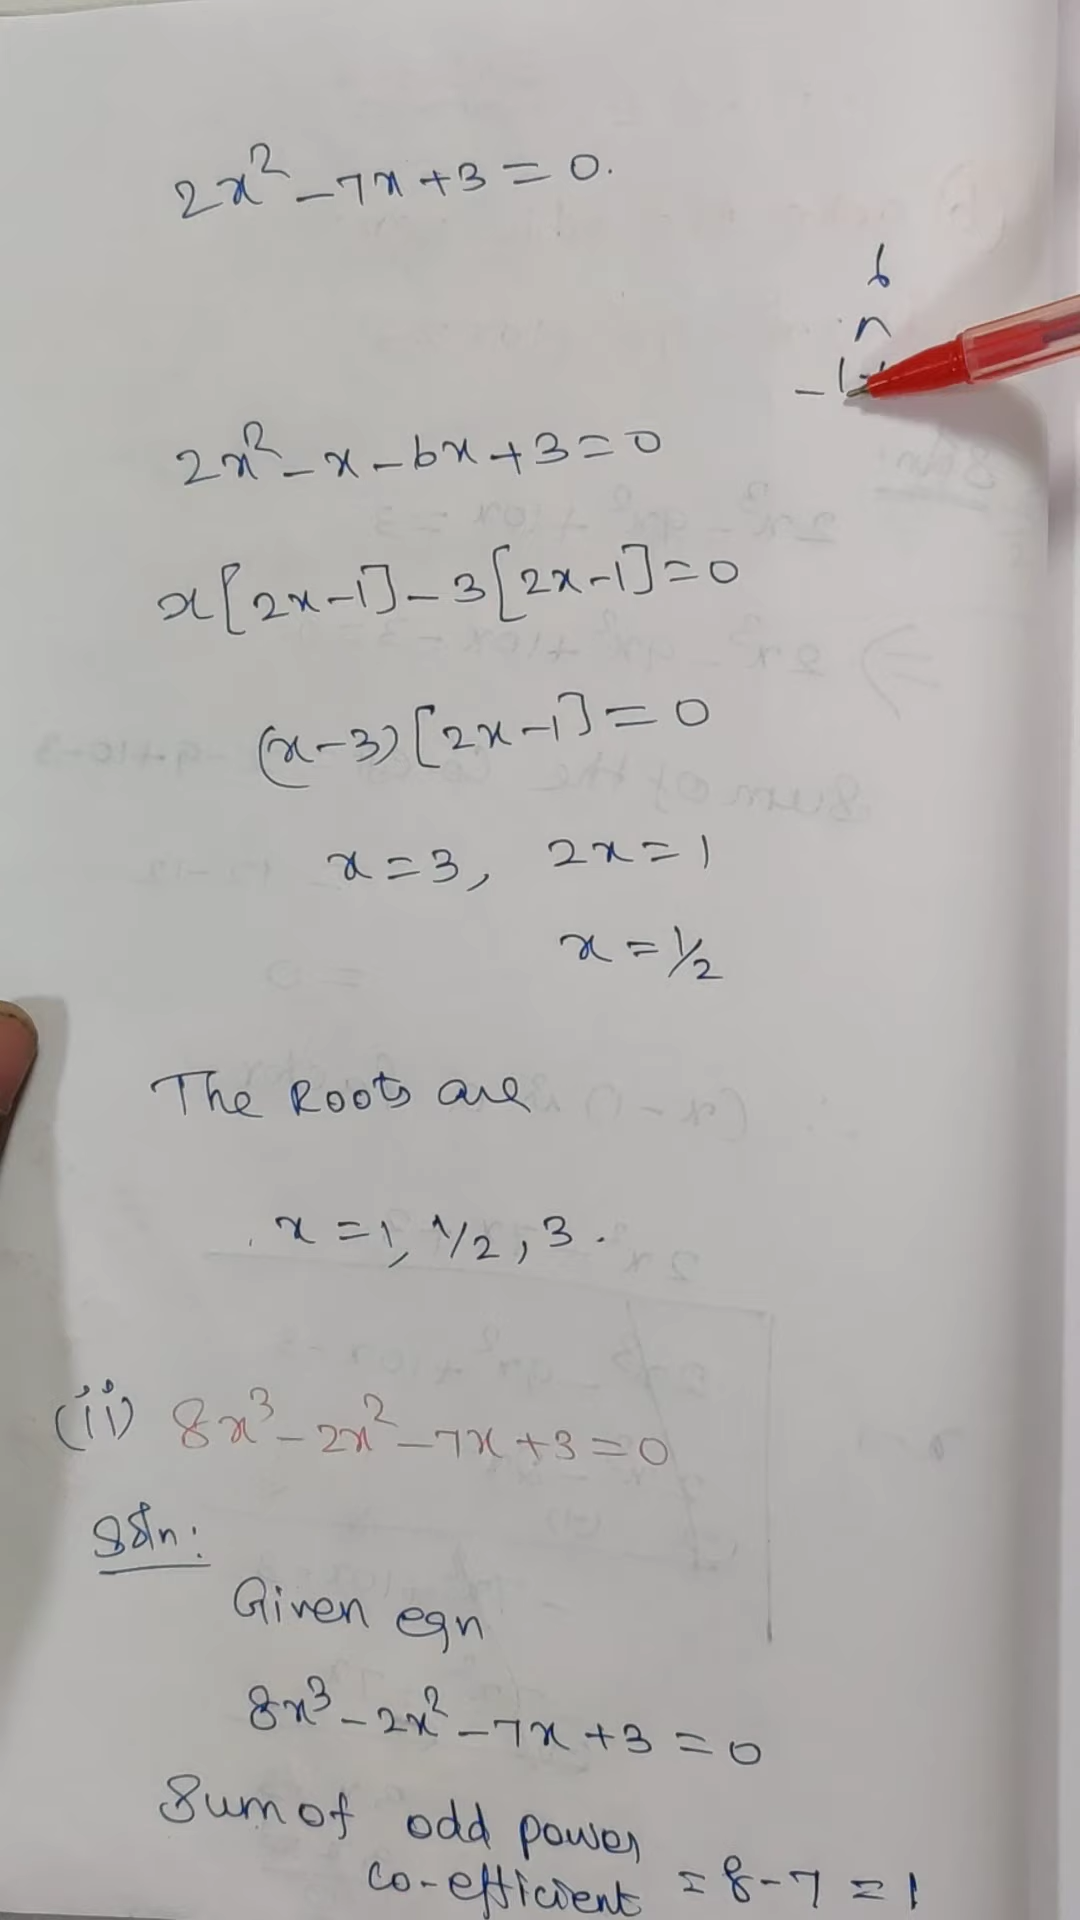 2x² - 7x + 3 = 0.
6
n
2x² - x - 6x + 3 = 0
x[2x-1] - 3[2x-1] = 0
(x-3)[2x-1] = 0
x = 3, 2x = 1
x = 1/2
The Roots are
x = 1, 1/2, 3.
(ii) 8x³ - 2x² - 7x + 3 = 0
Soln:
Given eqn
8x³ - 2x² - 7x + 3 = 0
Sum of odd power
co-efficient = 8 - 7 = 1